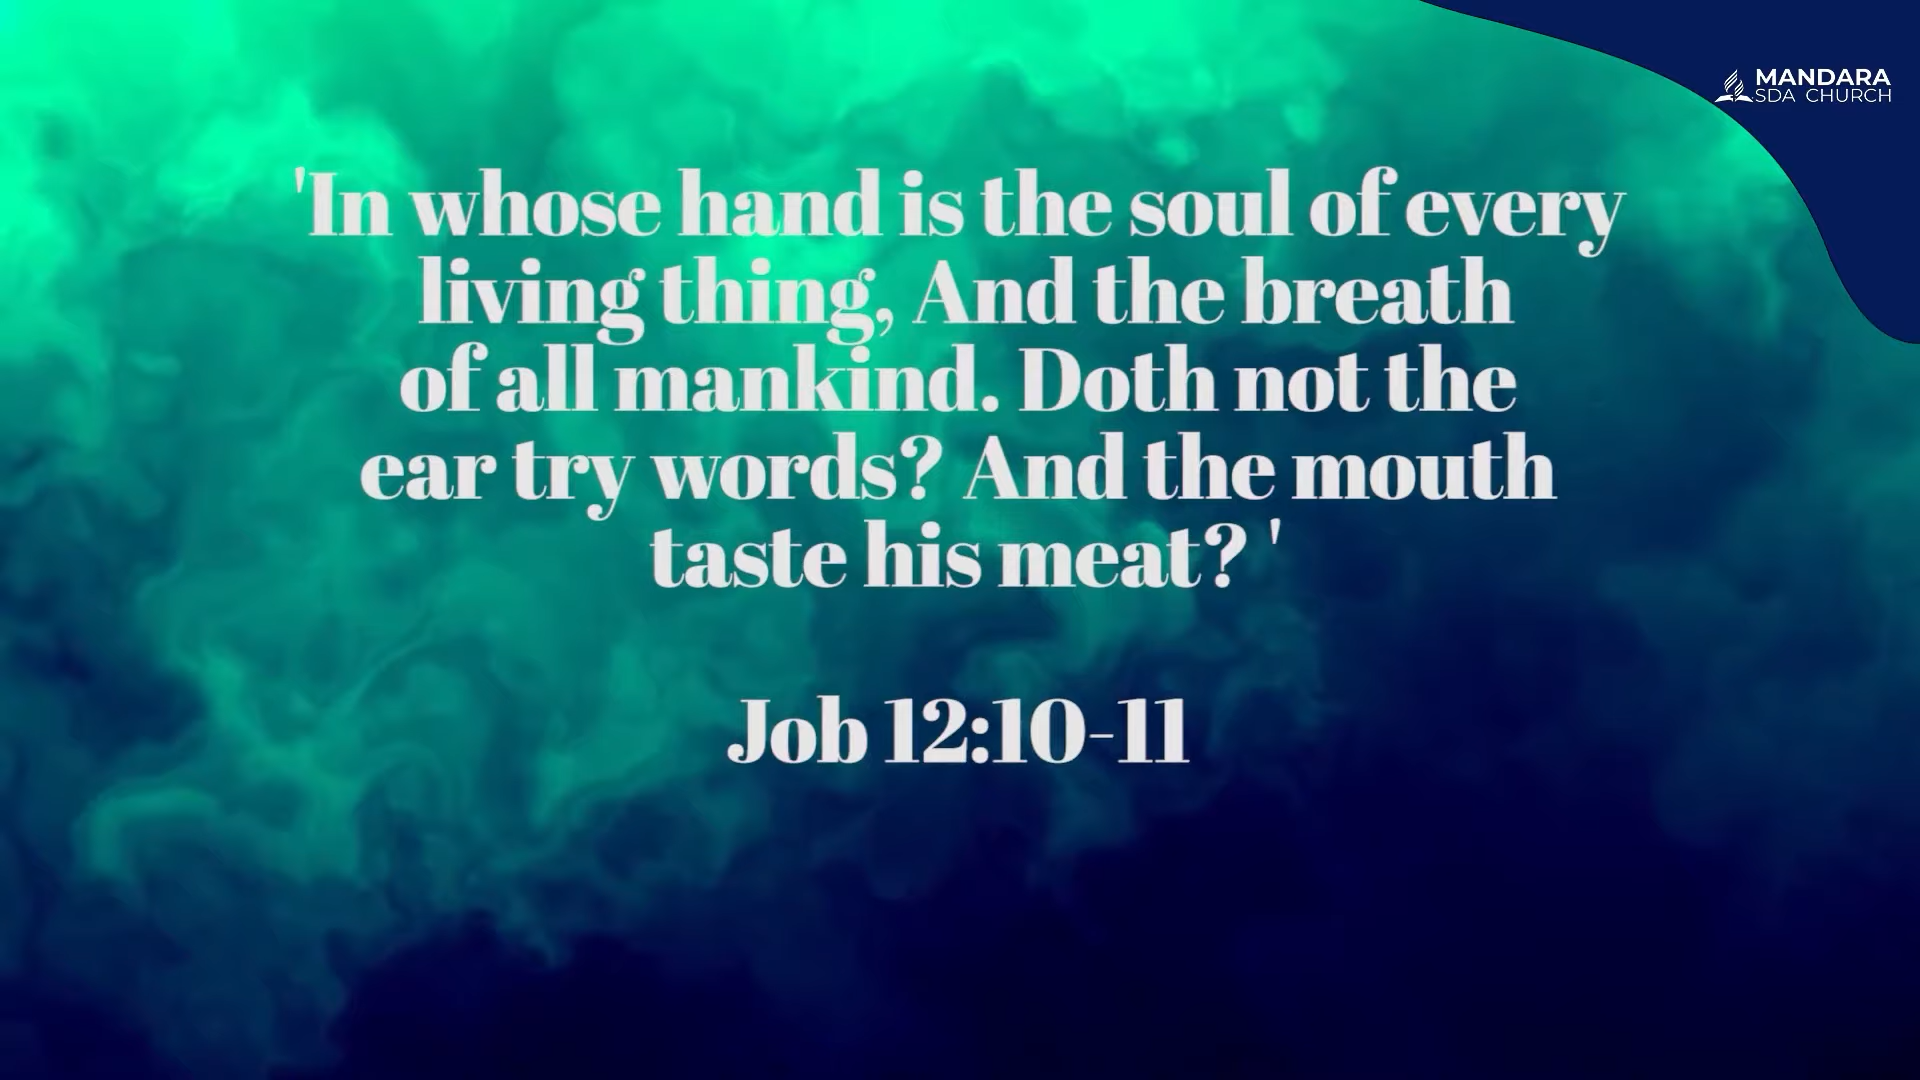 MANDARA
SDA CHURCH
'In whose hand is the soul of every
living thing, And the breath
of all mankind. Doth not the
ear try words? And the mouth
taste his meat? '
Job 12:10-11